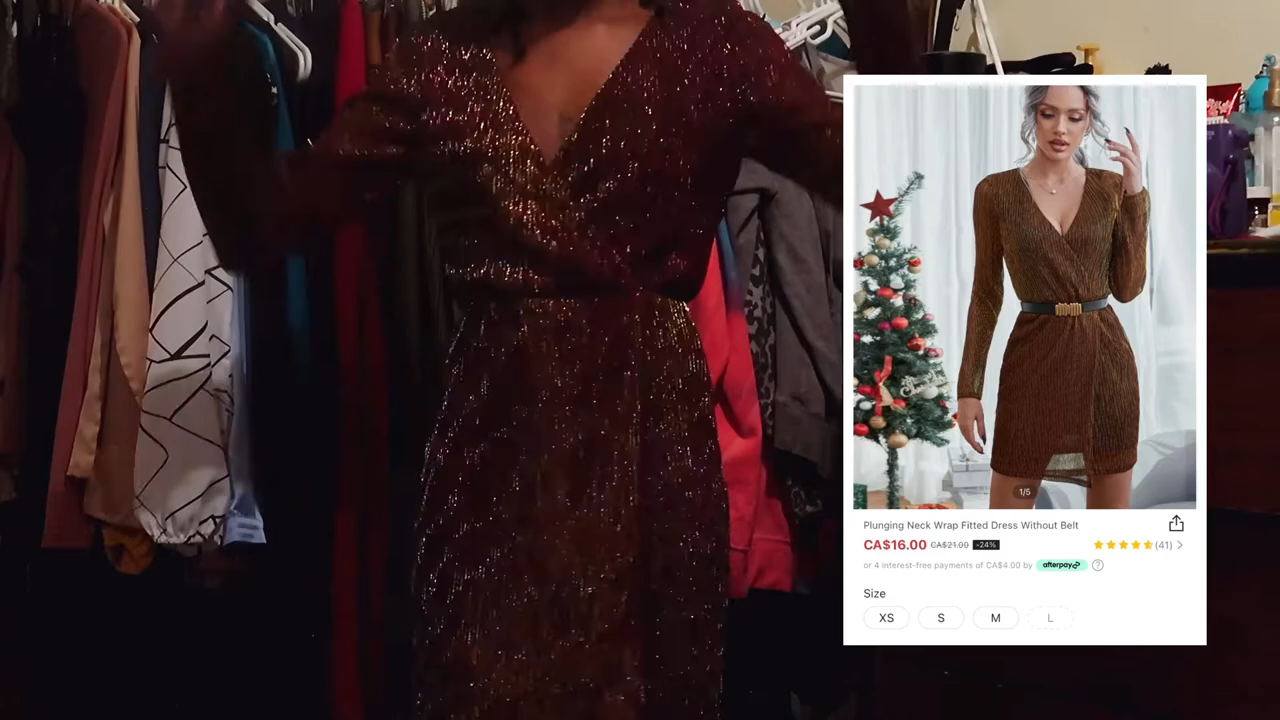 1/5
Plunging Neck Wrap Fitted Dress Without Belt
CA$16.00 CA$21.00 -24% (41)
or 4 interest-free payments of CA$4.00 by afterpay ?
Size
XS S M L